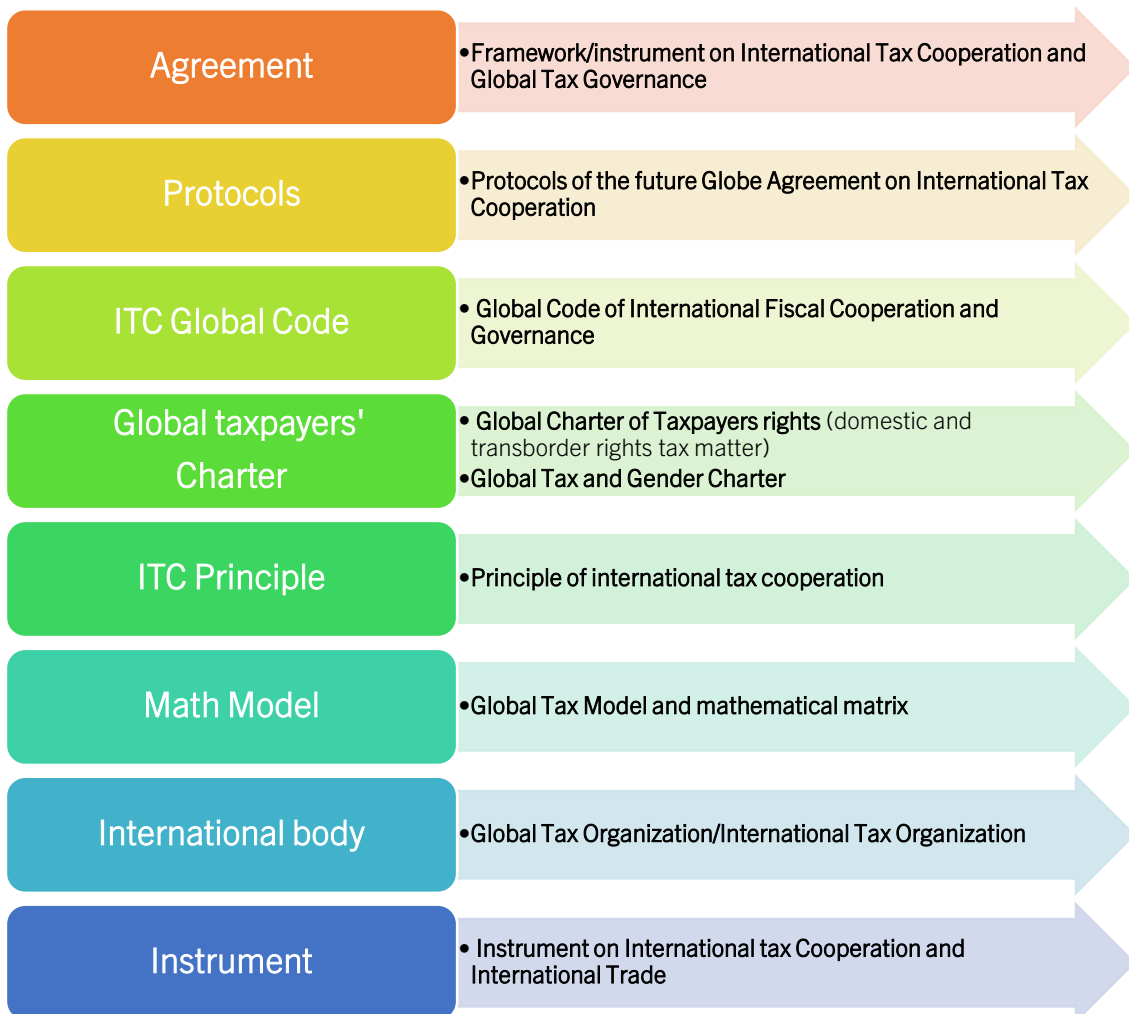 Agreement
•Framework/instrument on International Tax Cooperation and
Global Tax Governance
Protocols
•Protocols of the future Globe Agreement on International Tax
Cooperation
ITC Global Code
• Global Code of International Fiscal Cooperation and
Governance
Global taxpayers'
Charter
• Global Charter of Taxpayers rights (domestic and
transborder rights tax matter)
•Global Tax and Gender Charter
ITC Principle
•Principle of international tax cooperation
Math Model
•Global Tax Model and mathematical matrix
International body
•Global Tax Organization/International Tax Organization
Instrument
• Instrument on International tax Cooperation and
International Trade